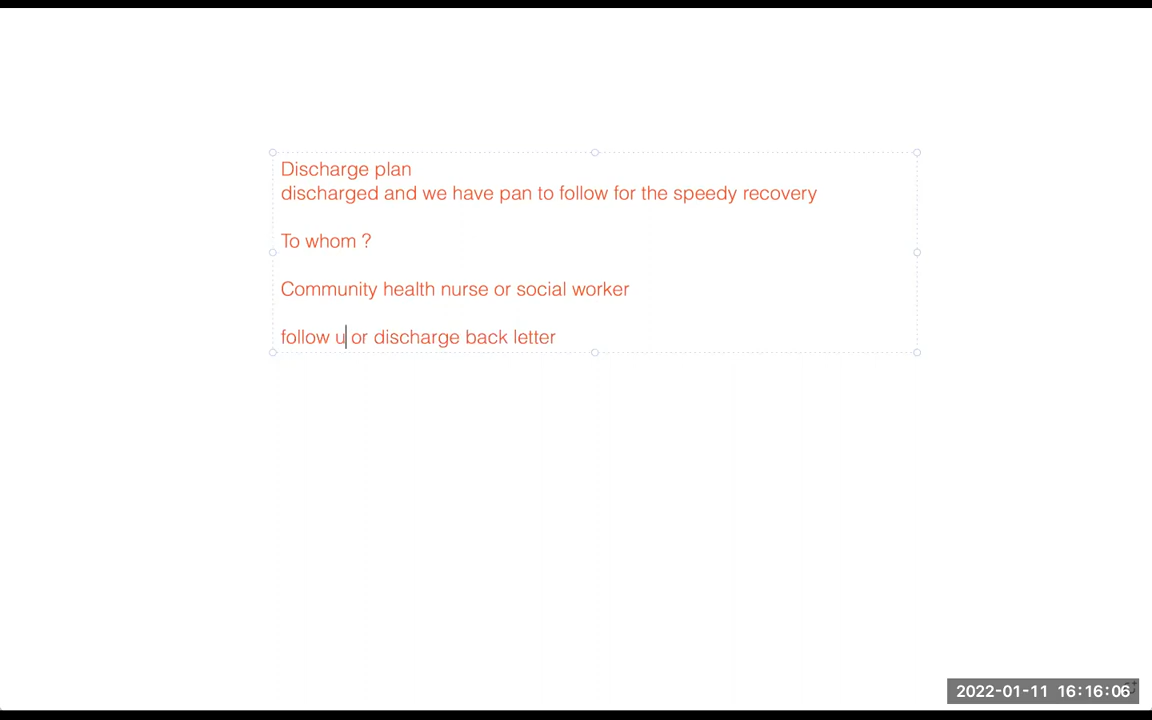 Discharge plan
discharged and we have pan to follow for the speedy recovery
To whom ?
Community health nurse or social worker
follow u or discharge back letter
2022-01-11 16:16:06